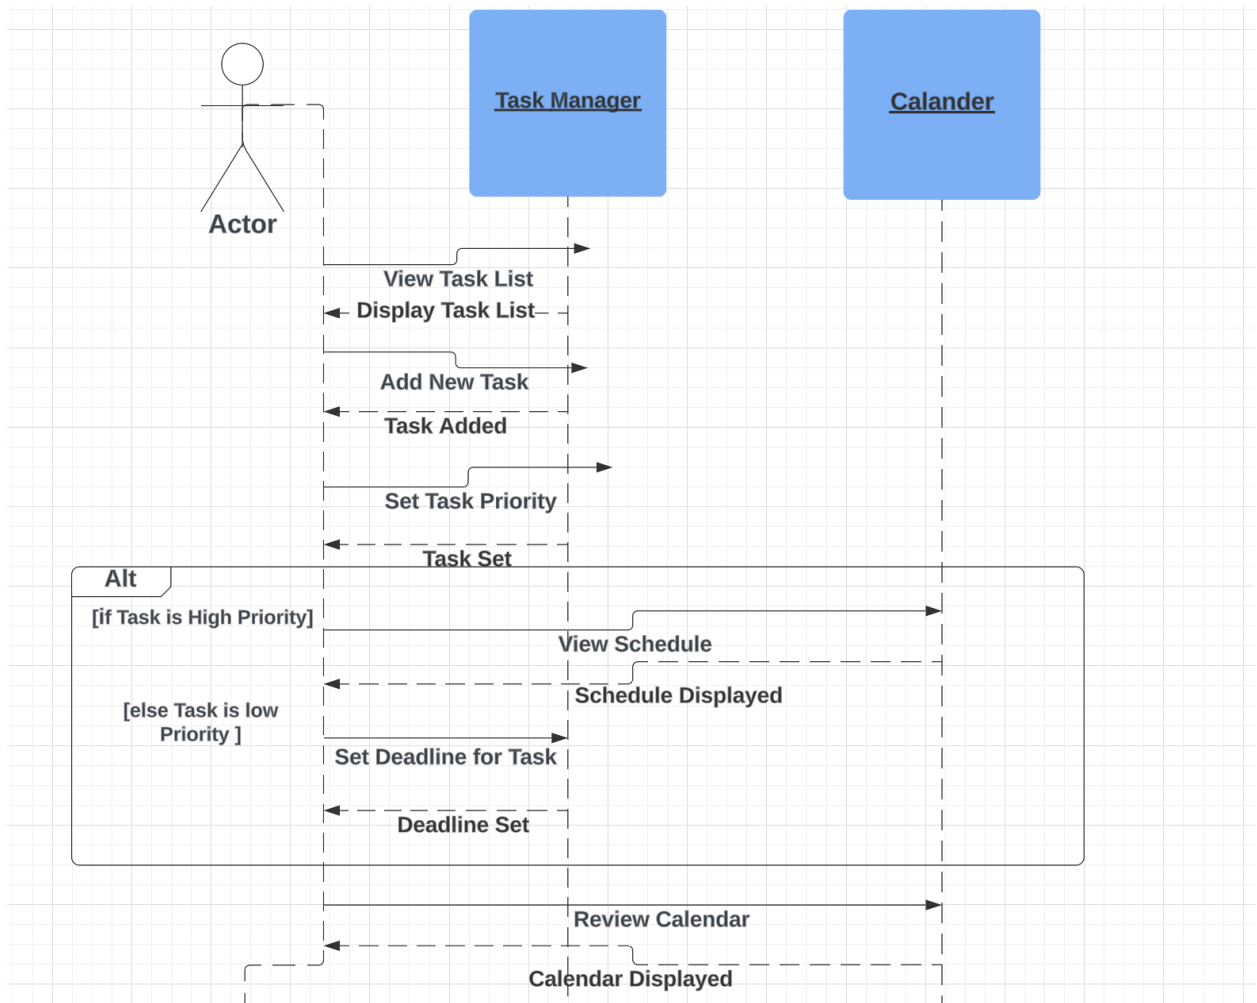 Task Manager
Calander
Actor
View Task List
Display Task List
Add New Task
Task Added
Set Task Priority
Task Set
Alt
[if Task is High Priority]
View Schedule
Schedule Displayed
[else Task is low
Priority ]
Set Deadline for Task
Deadline Set
Review Calendar
Calendar Displayed